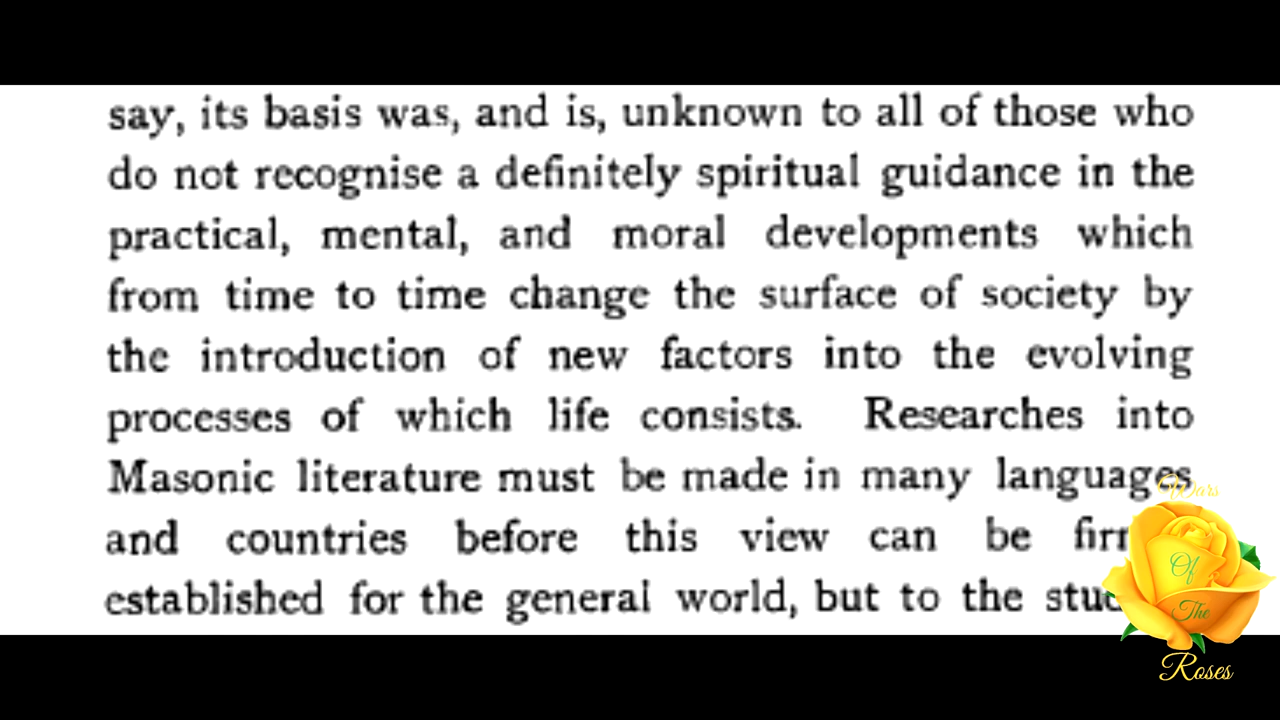 say, its basis was, and is, unknown to all of those who
do not recognise a definitely spiritual guidance in the
practical, mental, and moral developments which
from time to time change the surface of society by
the introduction of new factors into the evolving
processes of which life consists. Researches into
Masonic literature must be made in many languages
and countries before this view can be
established for the general world, but to the
Wars
Of
The
Roses